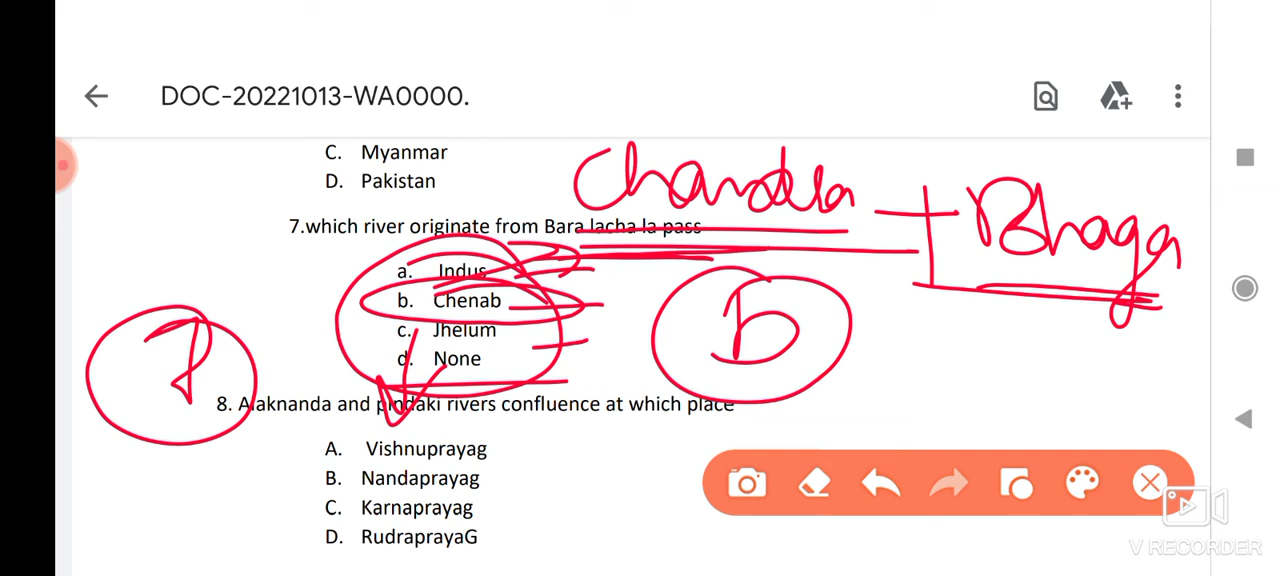 DOC-20221013-WA0000.
C. Myanmar
D. Pakistan
Chandra + Bhaga
7.which river originate from Bara lacha la pass
a. Indus
b. Chenab
c. Jhelum
d. None
8. Alaknanda and pindaki rivers confluence at which place
A. Vishnuprayag
B. Nandaprayag
C. Karnaprayag
D. RudraprayaG
V RECORDER